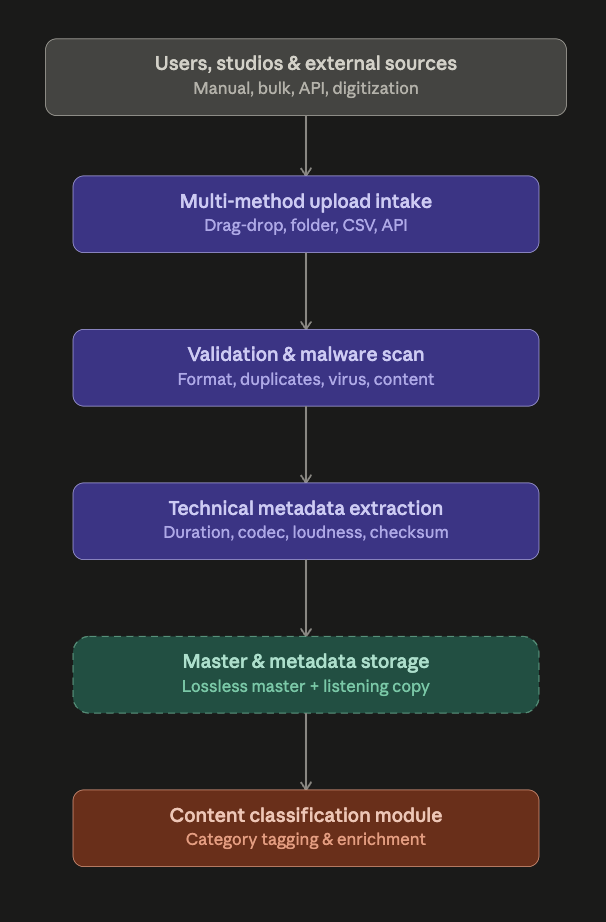 Users, studios & external sources
Manual, bulk, API, digitization
Multi-method upload intake
Drag-drop, folder, CSV, API
Validation & malware scan
Format, duplicates, virus, content
Technical metadata extraction
Duration, codec, loudness, checksum
Master & metadata storage
Lossless master + listening copy
Content classification module
Category tagging & enrichment